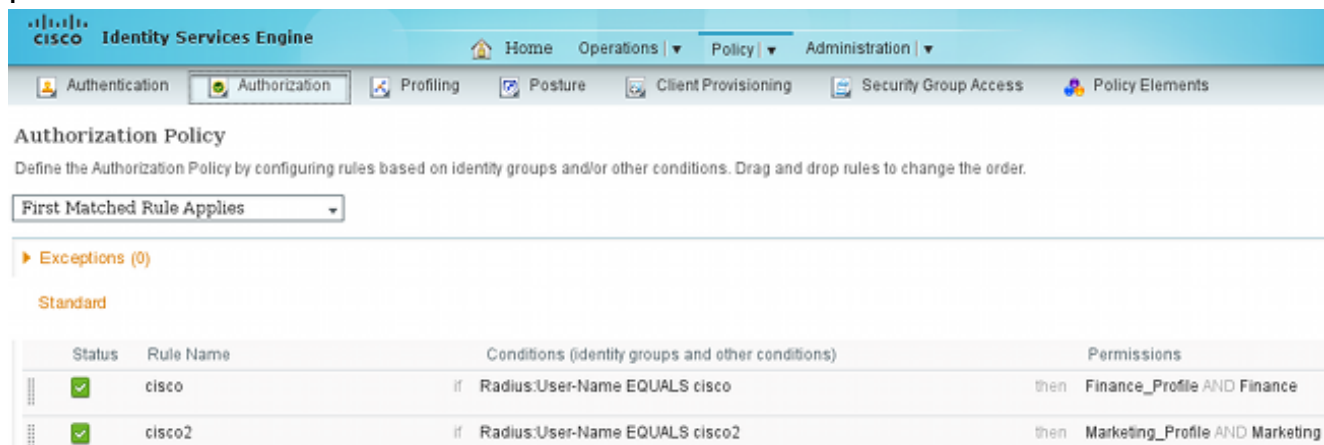 CISCO Identity Services Engine
Home Operations | ▼ Policy | ▼ Administration | ▼
Authentication Authorization Profiling Posture Client Provisioning Security Group Access Policy Elements
Authorization Policy
Define the Authorization Policy by configuring rules based on identity groups and/or other conditions. Drag and drop rules to change the order.
First Matched Rule Applies
Exceptions (0)
Standard
Status Rule Name Conditions (identity groups and other conditions) Permissions
cisco if Radius:User-Name EQUALS cisco then Finance_Profile AND Finance
cisco2 if Radius:User-Name EQUALS cisco2 then Marketing_Profile AND Marketing